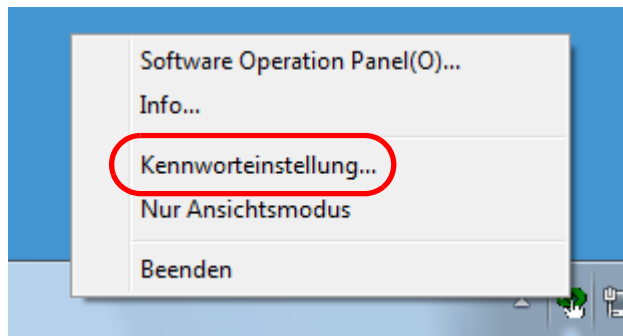 Software Operation Panel(O)...
Info...
Kennworteinstellung...
Nur Ansichtsmodus
Beenden